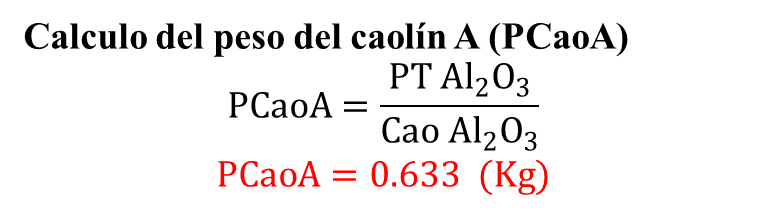 Calculo del peso del caolín A (PCaoA)
PCaoA = PT Al₂O₃ / Cao Al₂O₃
PCaoA = 0.633 (Kg)